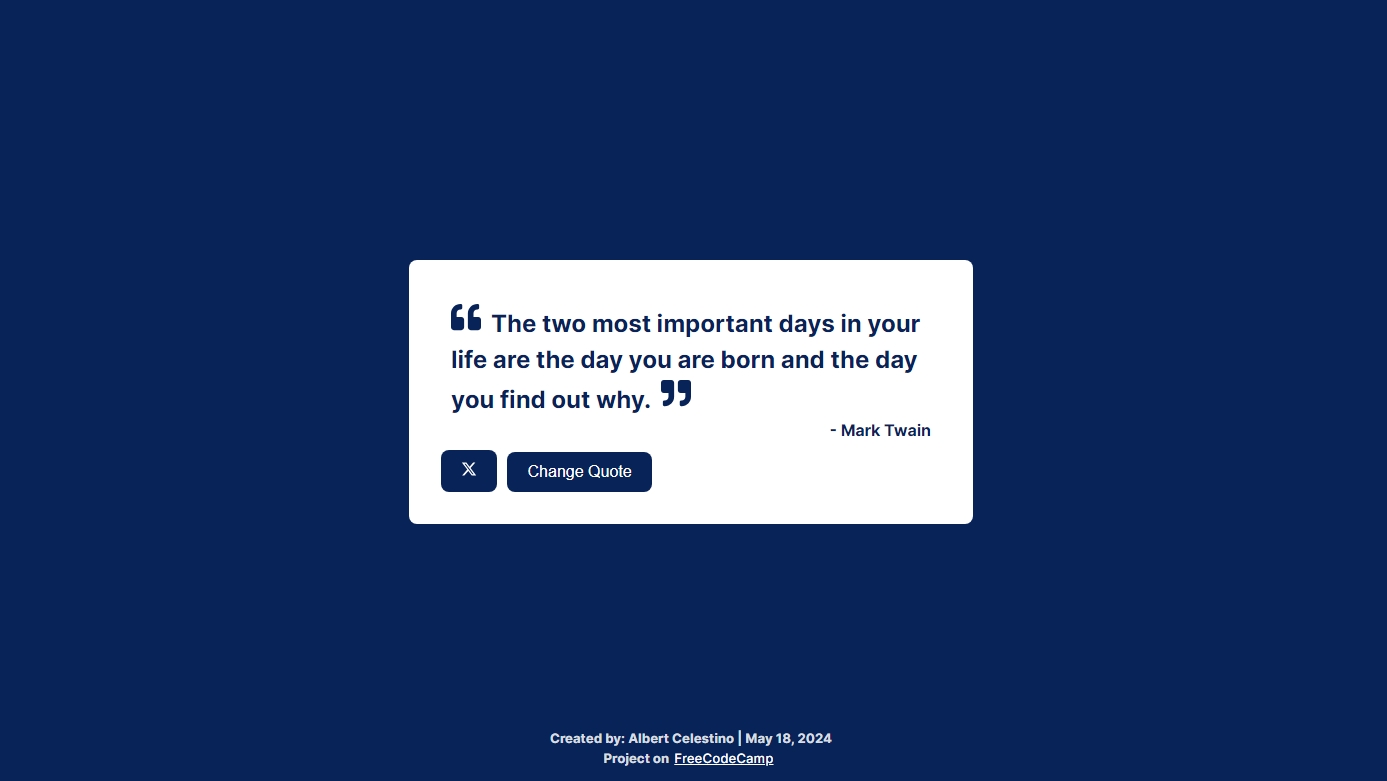 “ The two most important days in your
life are the day you are born and the day
you find out why. ”
- Mark Twain
X
Change Quote
Created by: Albert Celestino | May 18, 2024
Project on FreeCodeCamp